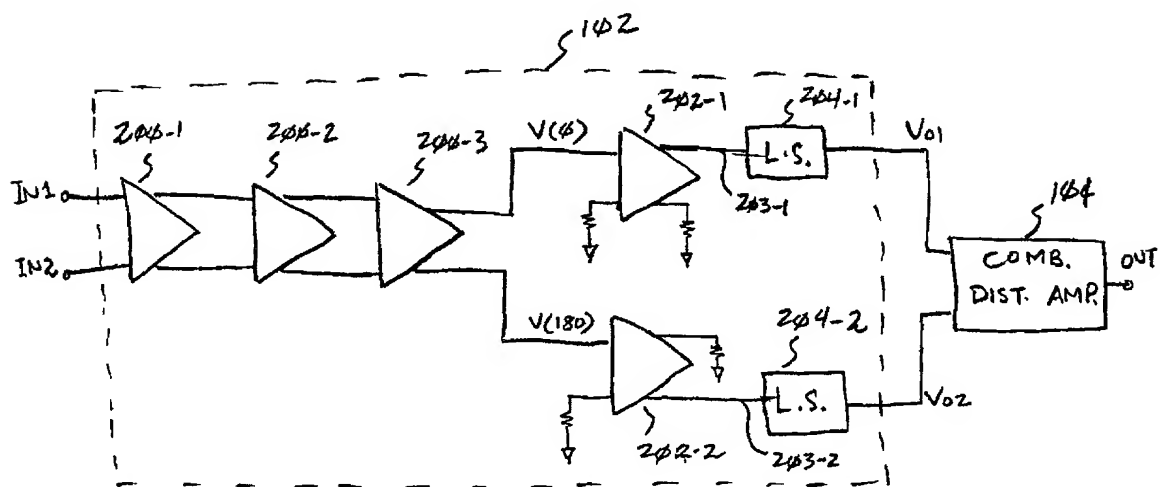 102
200-1
200-2
200-3
202-1
204-1
V(0)
V01
IN1
L.S.
203-1
104
IN2
COMB.
DIST. AMP.
OUT
V(180)
204-2
L.S.
V02
202-2
203-2